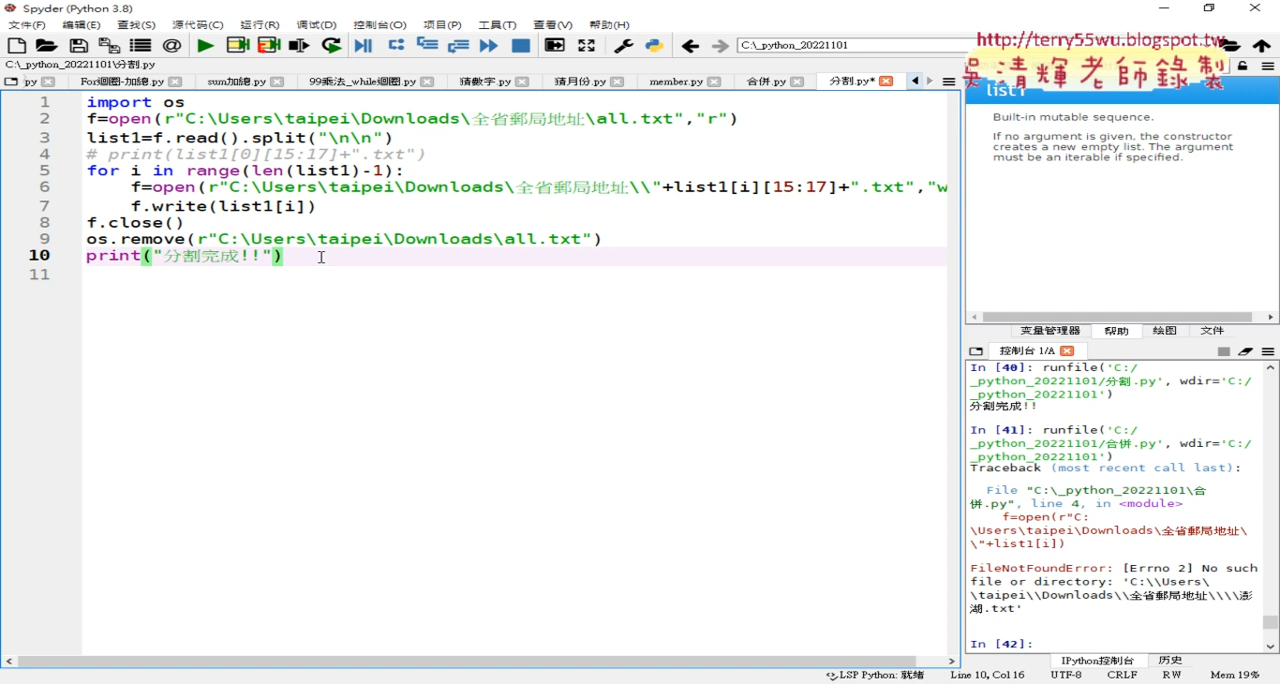 Spyder (Python 3.8)
文件(F) 编辑(E) 查找(S) 源代码(C) 运行(R) 调试(D) 控制台(O) 项目(P) 工具(T) 查看(V) 帮助(H)
C:\_python_20221101
http://terry55wu.blogspot.tw
吳清輝老師錄製
C:\_python_20221101\分割.py
py For迴圈-加總.py sum加總.py 99乘法_while迴圈.py 猜數字.py 猜月份.py member.py 合併.py 分割.py*
1 import os
2 f=open(r"C:\Users\taipei\Downloads\全省郵局地址\all.txt","r")
3 list1=f.read().split("\n\n")
4 # print(list1[0][15:17]+".txt")
5 for i in range(len(list1)-1):
6 f=open(r"C:\Users\taipei\Downloads\全省郵局地址\\"+list1[i][15:17]+".txt","w
7 f.write(list1[i])
8 f.close()
9 os.remove(r"C:\Users\taipei\Downloads\all.txt")
10 print("分割完成!!")
11
list1
Built-in mutable sequence.
If no argument is given, the constructor
creates a new empty list. The argument
must be an iterable if specified.
变量管理器 帮助 绘图 文件
控制台 1/A
In [40]: runfile('C:/
_python_20221101/分割.py', wdir='C:/
_python_20221101')
分割完成!!
In [41]: runfile('C:/
_python_20221101/合併.py', wdir='C:/
_python_20221101')
Traceback (most recent call last):
File "C:\_python_20221101\合
併.py", line 4, in <module>
f=open(r"C:
\Users\taipei\Downloads\全省郵局地址\
\"+list1[i])
FileNotFoundError: [Errno 2] No such
file or directory: 'C:\\Users\
\taipei\\Downloads\\全省郵局地址\\\\澎
湖.txt'
In [42]:
IPython控制台 历史
LSP Python: 就绪 Line 10, Col 16 UTF-8 CRLF RW Mem 19%